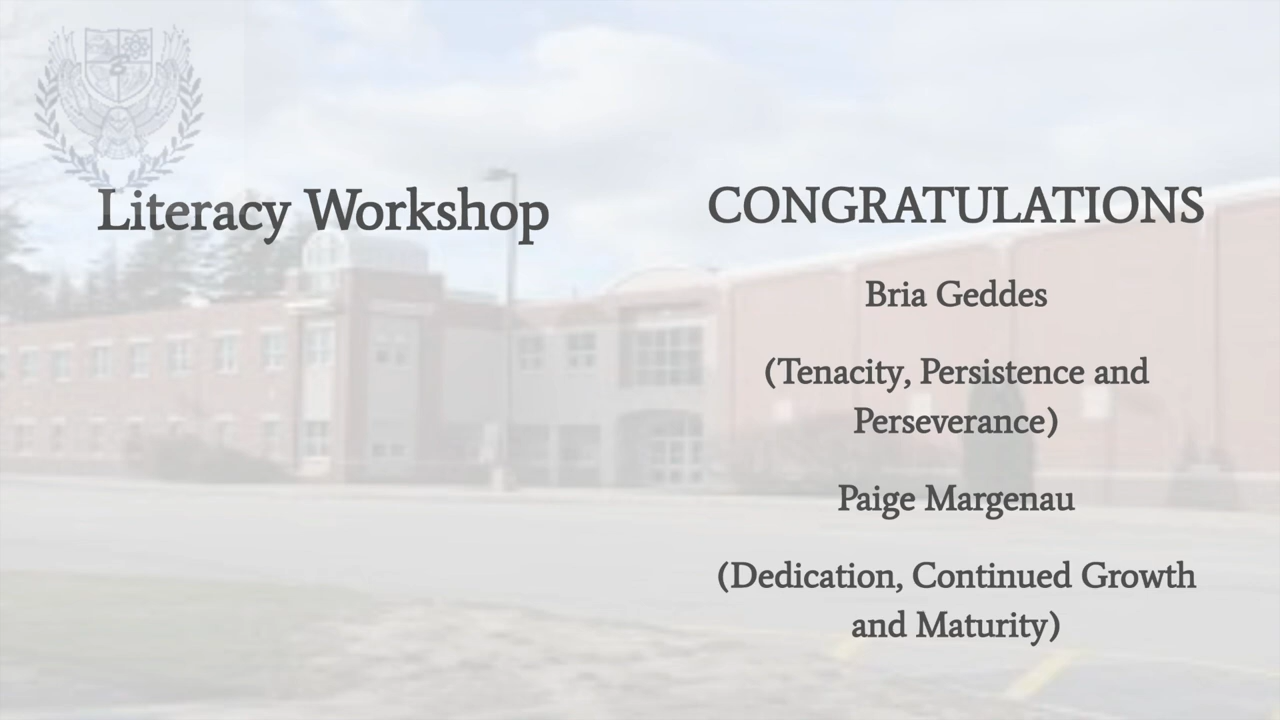 Literacy Workshop
CONGRATULATIONS
Bria Geddes
(Tenacity, Persistence and
Perseverance)
Paige Margenau
(Dedication, Continued Growth
and Maturity)